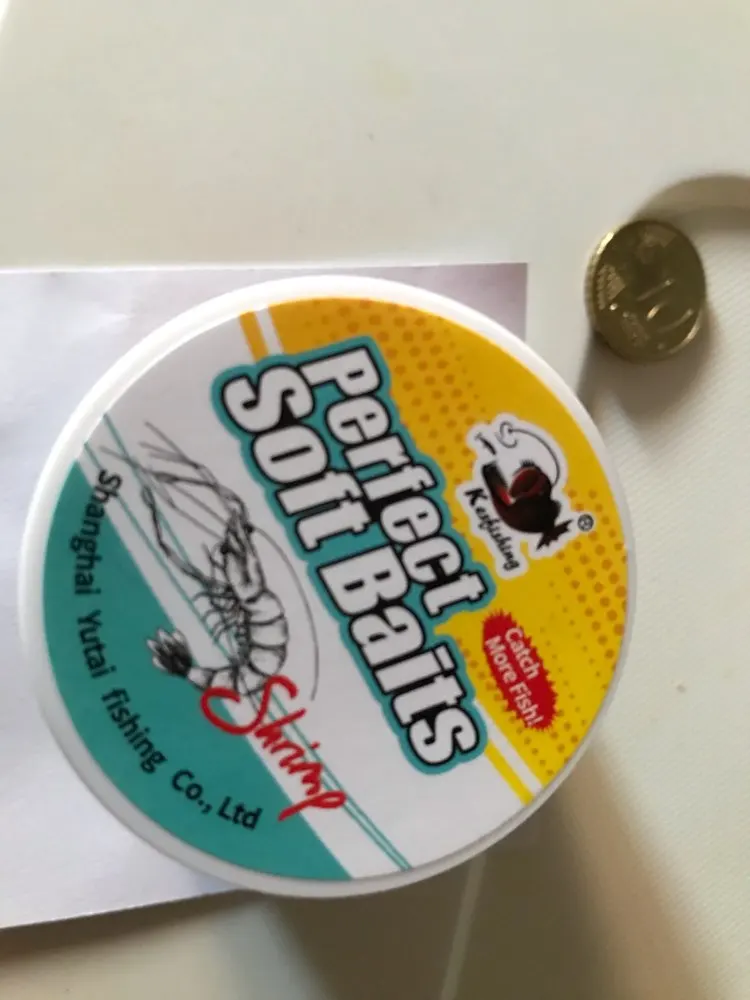 Kesfishing
®
Catch
More Fish!
Perfect
Soft Baits
Shrimp
Shanghai Yutai fishing Co., Ltd
10